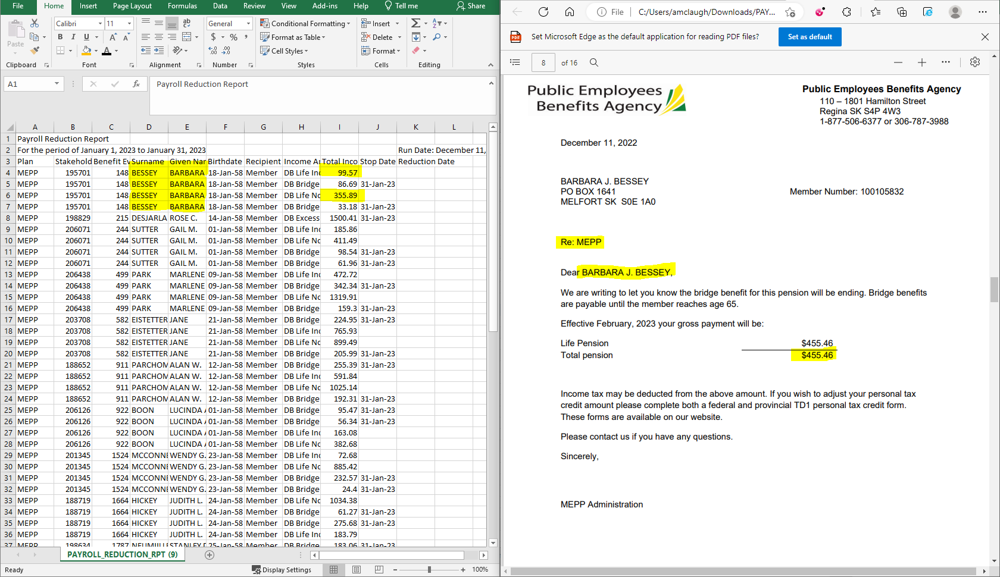 File Home Insert Page Layout Formulas Data Review View Add-ins Help Tell me Share
Paste
Calibri 11
B I U A A
A
ab
General
$ % ,
Conditional Formatting
Format as Table
Cell Styles
Insert
Delete
Format
Clipboard Font Alignment Number Styles Cells Editing
A1 fx Payroll Reduction Report
A B C D E F G H I J K L
1 Payroll Reduction Report
2 For the period of January 1, 2023 to January 31, 2023 Run Date: December 11,
3 Plan Stakehold Benefit Ev Surname Given Nar Birthdate Recipient Income Ar Total Inco Stop Date Reduction Date
4 MEPP 195701 148 BESSEY BARBARA 18-Jan-58 Member DB Life Inc 99.57
5 MEPP 195701 148 BESSEY BARBARA 18-Jan-58 Member DB Bridge 86.69 31-Jan-23
6 MEPP 195701 148 BESSEY BARBARA 18-Jan-58 Member DB Life Nc 355.89
7 MEPP 195701 148 BESSEY BARBARA 18-Jan-58 Member DB Bridge 33.18 31-Jan-23
8 MEPP 198829 215 DESJARLA ROSE C. 14-Jan-58 Member DB Excess 1500.41 31-Jan-23
9 MEPP 206071 244 SUTTER GAIL M. 01-Jan-58 Member DB Life Inc 185.86
10 MEPP 206071 244 SUTTER GAIL M. 01-Jan-58 Member DB Life Nc 411.49
11 MEPP 206071 244 SUTTER GAIL M. 01-Jan-58 Member DB Bridge 98.54 31-Jan-23
12 MEPP 206071 244 SUTTER GAIL M. 01-Jan-58 Member DB Bridge 61.96 31-Jan-23
13 MEPP 206438 499 PARK MARLENE 09-Jan-58 Member DB Life Inc 472.72
14 MEPP 206438 499 PARK MARLENE 09-Jan-58 Member DB Bridge 342.34 31-Jan-23
15 MEPP 206438 499 PARK MARLENE 09-Jan-58 Member DB Life Nc 1319.91
16 MEPP 206438 499 PARK MARLENE 09-Jan-58 Member DB Bridge 159.3 31-Jan-23
17 MEPP 203708 582 EISTETTER JANE 21-Jan-58 Member DB Bridge 224.95 31-Jan-23
18 MEPP 203708 582 EISTETTER JANE 21-Jan-58 Member DB Life Inc 765.93
19 MEPP 203708 582 EISTETTER JANE 21-Jan-58 Member DB Life Nc 899.49
20 MEPP 203708 582 EISTETTER JANE 21-Jan-58 Member DB Bridge 205.99 31-Jan-23
21 MEPP 188652 911 PARCHOM ALAN W. 12-Jan-58 Member DB Bridge 255.39 31-Jan-23
22 MEPP 188652 911 PARCHOM ALAN W. 12-Jan-58 Member DB Life Inc 591.84
23 MEPP 188652 911 PARCHOM ALAN W. 12-Jan-58 Member DB Life Nc 1025.14
24 MEPP 188652 911 PARCHOM ALAN W. 12-Jan-58 Member DB Bridge 192.31 31-Jan-23
25 MEPP 206126 922 BOON LUCINDA 01-Jan-58 Member DB Bridge 95.47 31-Jan-23
26 MEPP 206126 922 BOON LUCINDA 01-Jan-58 Member DB Bridge 56.34 31-Jan-23
27 MEPP 206126 922 BOON LUCINDA 01-Jan-58 Member DB Life Inc 163.08
28 MEPP 206126 922 BOON LUCINDA 01-Jan-58 Member DB Life Nc 382.68
29 MEPP 201345 1524 MCCONNE WENDY G. 23-Jan-58 Member DB Life Inc 72.68
30 MEPP 201345 1524 MCCONNE WENDY G. 23-Jan-58 Member DB Life Nc 885.42
31 MEPP 201345 1524 MCCONNE WENDY G. 23-Jan-58 Member DB Bridge 232.57 31-Jan-23
32 MEPP 201345 1524 MCCONNE WENDY G. 23-Jan-58 Member DB Bridge 24.4 31-Jan-23
33 MEPP 188719 1664 HICKEY JUDITH L. 24-Jan-58 Member DB Life Nc 1034.38
34 MEPP 188719 1664 HICKEY JUDITH L. 24-Jan-58 Member DB Bridge 61.27 31-Jan-23
35 MEPP 188719 1664 HICKEY JUDITH L. 24-Jan-58 Member DB Bridge 275.68 31-Jan-23
36 MEPP 188719 1664 HICKEY JUDITH L. 24-Jan-58 Member DB Life Inc 183.79
37 MEPP 198634 1787 25-Jan-58 Member DB Bridge 183.06 31-Jan-23
PAYROLL_REDUCTION_RPT (9)
Ready Display Settings 100%
File C:/Users/amclaugh/Downloads/PAY...
Set Microsoft Edge as the default application for reading PDF files? Set as default
8 of 16
Public Employees
Benefits Agency
Public Employees Benefits Agency
110 – 1801 Hamilton Street
Regina SK S4P 4W3
1-877-506-6377 or 306-787-3988
December 11, 2022
BARBARA J. BESSEY
PO BOX 1641 Member Number: 100105832
MELFORT SK S0E 1A0
Re: MEPP
Dear BARBARA J. BESSEY,
We are writing to let you know the bridge benefit for this pension will be ending. Bridge benefits
are payable until the member reaches age 65.
Effective February, 2023 your gross payment will be:
Life Pension $455.46
Total pension $455.46
Income tax may be deducted from the above amount. If you wish to adjust your personal tax
credit amount please complete both a federal and provincial TD1 personal tax credit form.
These forms are available on our website.
Please contact us if you have any questions.
Sincerely,
MEPP Administration